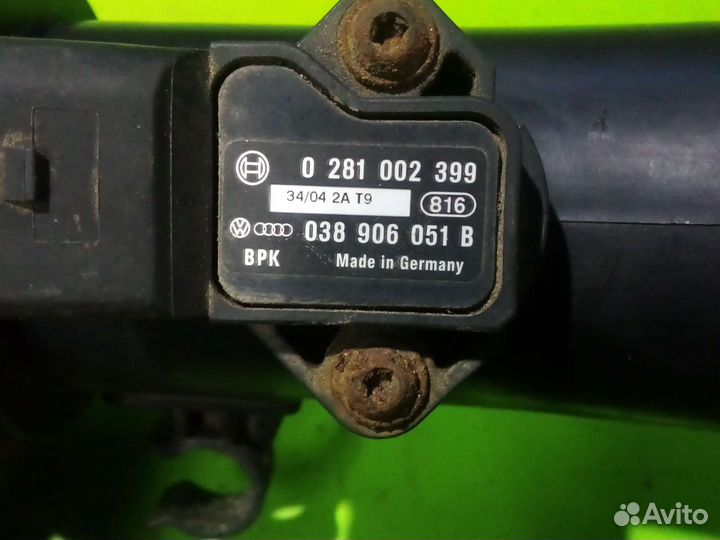 0 281 002 399
34/04 2A T9
816
038 906 051 B
BPK Made in Germany
Avito